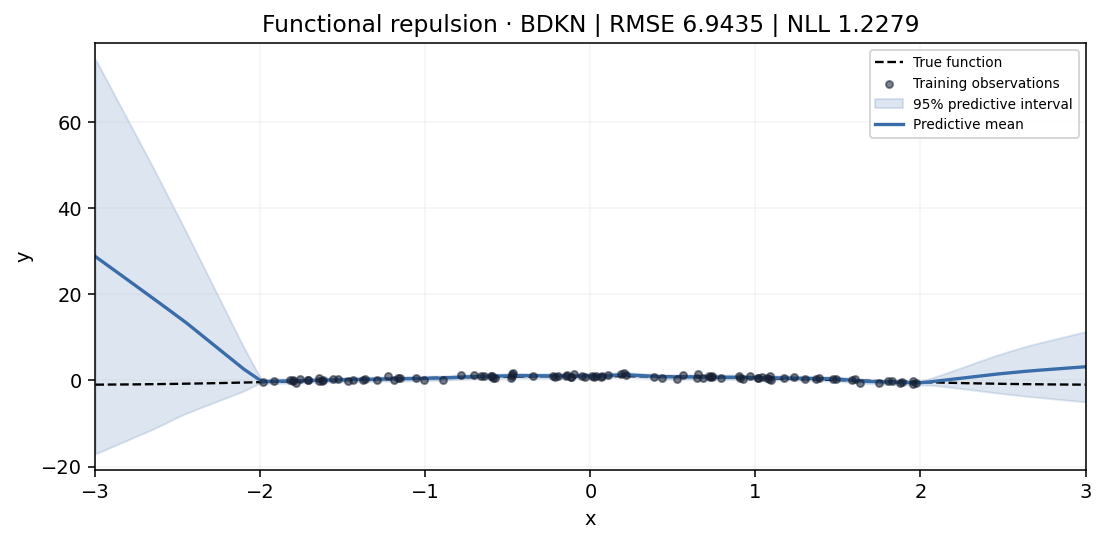 Functional repulsion · BDKN | RMSE 6.9435 | NLL 1.2279
True function
Training observations
95% predictive interval
Predictive mean
60
40
20
0
−20
y
−3
−2
−1
0
1
2
3
x